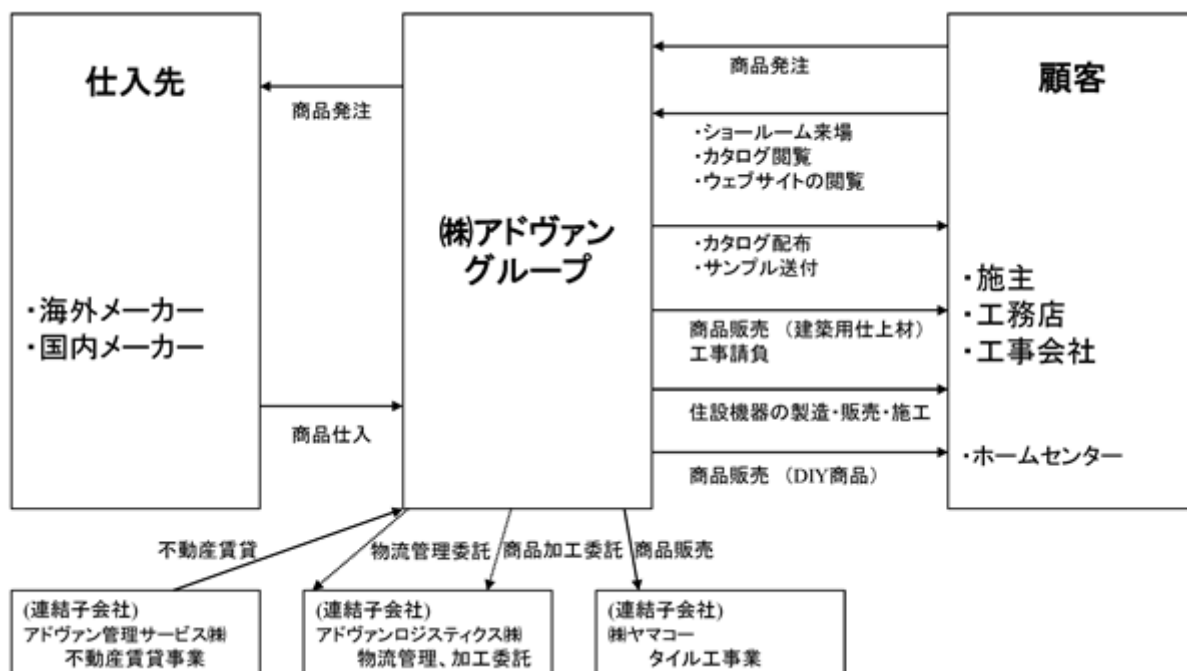 仕入先
・海外メーカー
・国内メーカー
商品発注
商品仕入
㈱アドヴァン
グループ
商品発注
・ショールーム来場
・カタログ閲覧
・ウェブサイトの閲覧
・カタログ配布
・サンプル送付
商品販売 （建築用仕上材）
工事請負
住設機器の製造・販売・施工
商品販売 （DIY商品）
顧客
・施主
・工務店
・工事会社
・ホームセンター
不動産賃貸
物流管理委託
商品加工委託
商品販売
(連結子会社)
アドヴァン管理サービス㈱
不動産賃貸事業
(連結子会社)
アドヴァンロジスティクス㈱
物流管理、加工委託
(連結子会社)
㈱ヤマコー
タイル工事業